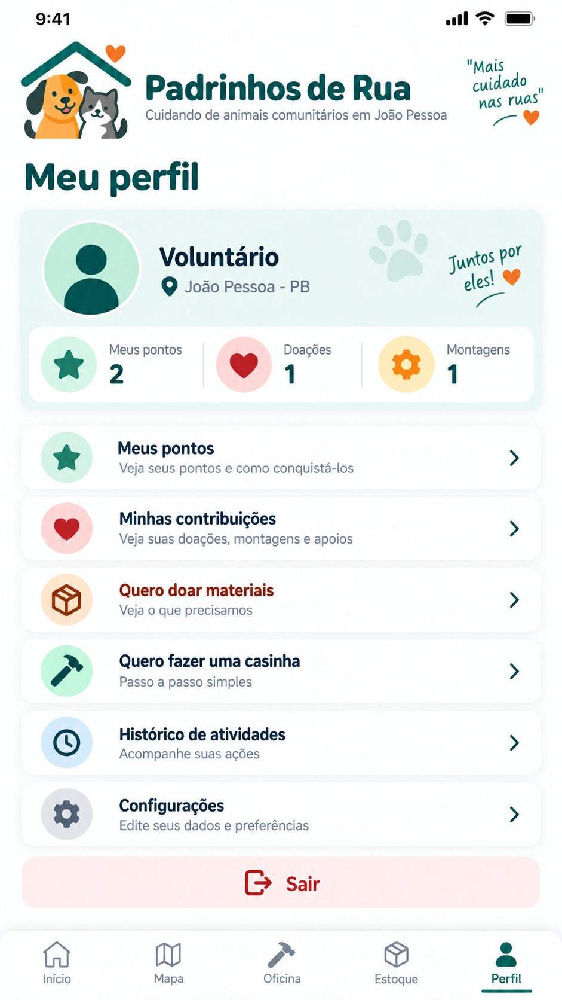 9:41
Padrinhos de Rua
Cuidando de animais comunitários em João Pessoa
"Mais
cuidado
nas ruas"
Meu perfil
Voluntário
João Pessoa - PB
Juntos por
eles!
Meus pontos
2
Doações
1
Montagens
1
Meus pontos
Veja seus pontos e como conquistá-los
Minhas contribuições
Veja suas doações, montagens e apoios
Quero doar materiais
Veja o que precisamos
Quero fazer uma casinha
Passo a passo simples
Histórico de atividades
Acompanhe suas ações
Configurações
Edite seus dados e preferências
Sair
Início
Mapa
Oficina
Estoque
Perfil